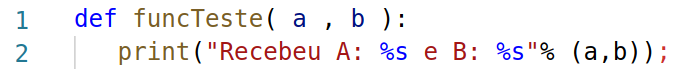 1 def funcTeste( a , b ):
2 print("Recebeu A: %s e B: %s"% (a,b));